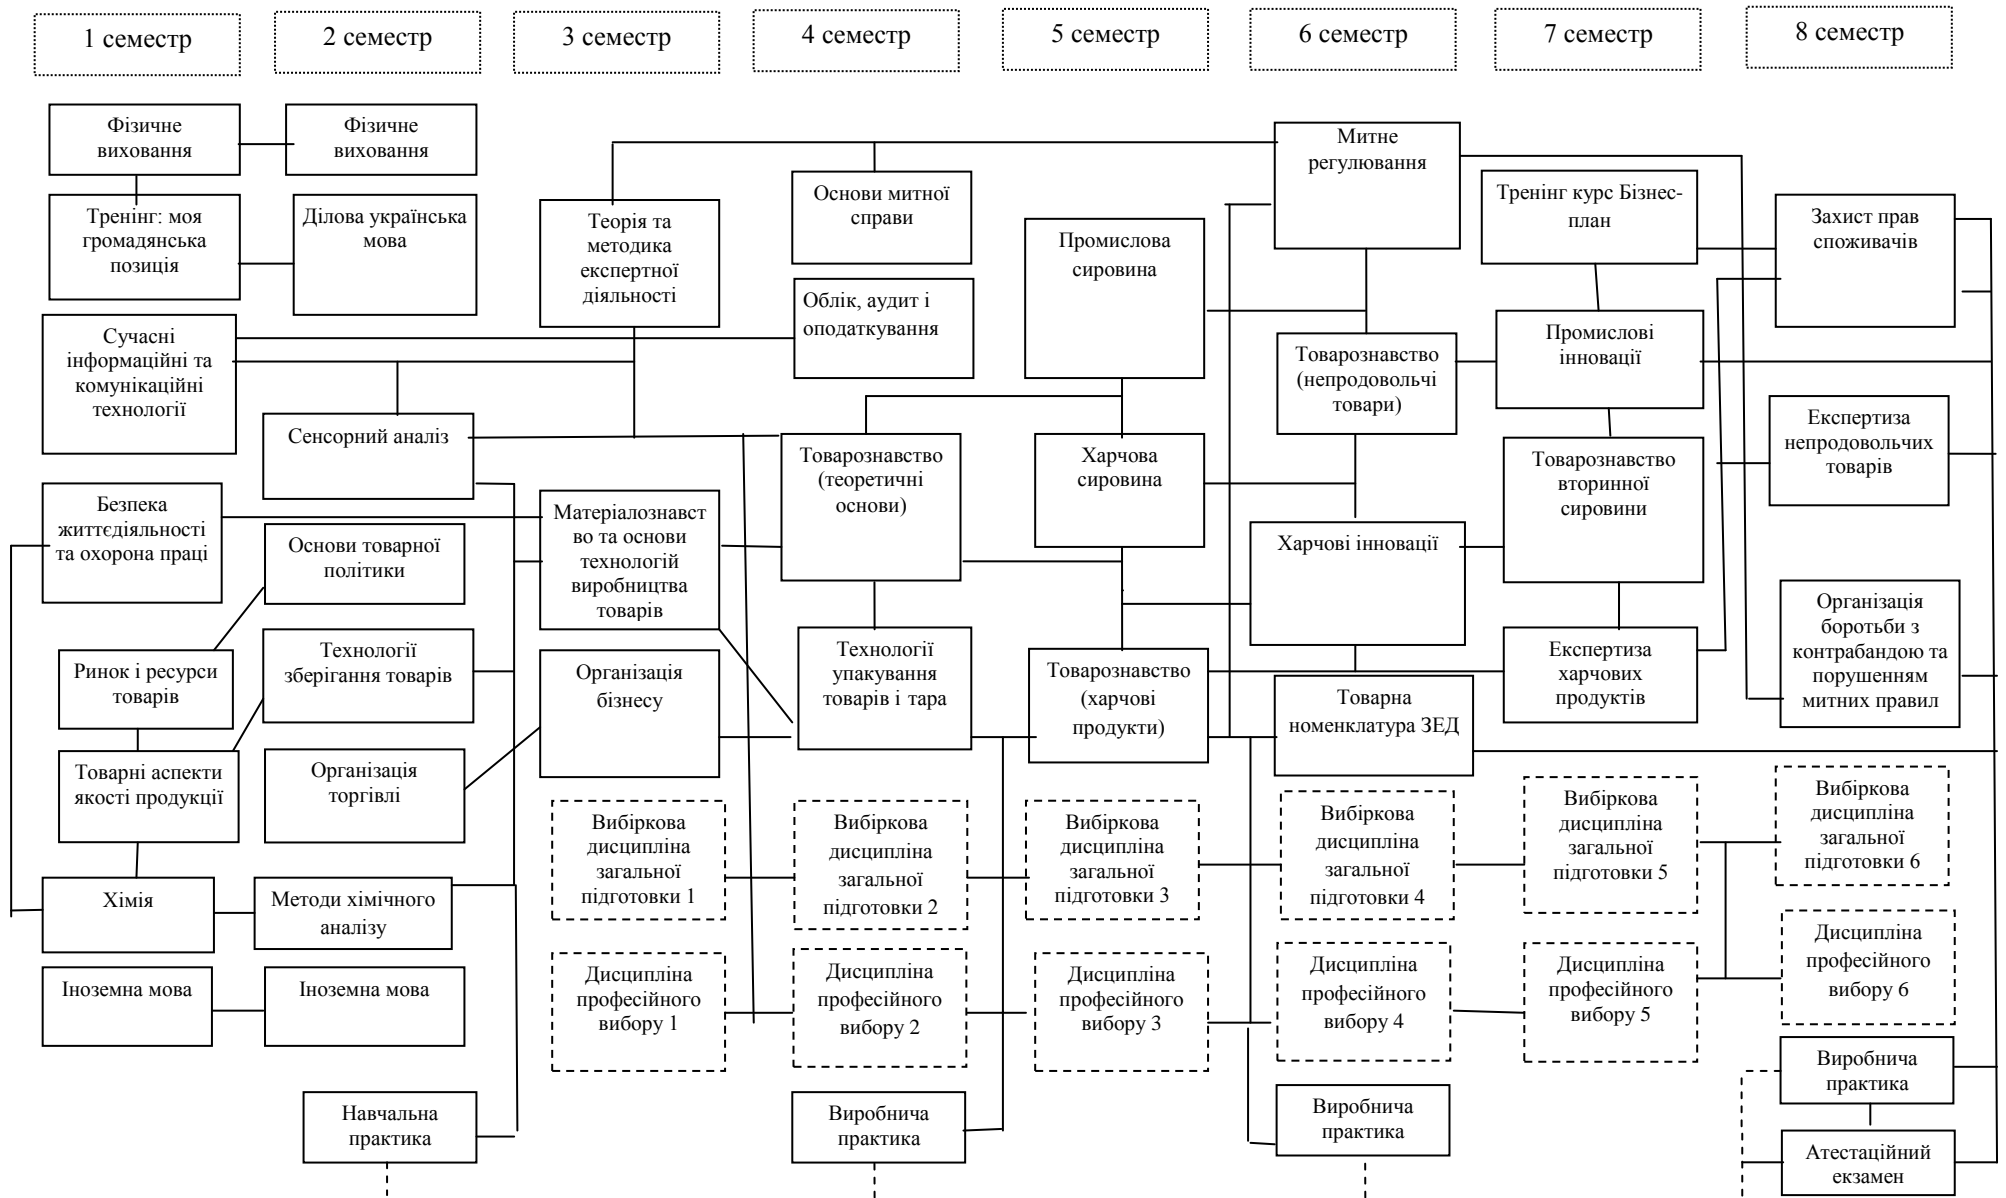 1 семестр
2 семестр
3 семестр
4 семестр
5 семестр
6 семестр
7 семестр
8 семестр
Фізичне
виховання
Тренінг: моя
громадянська
позиція
Сучасні
інформаційні та
комунікаційні
технології
Безпека
життєдіяльності
та охорона праці
Ринок і ресурси
товарів
Товарні аспекти
якості продукції
Хімія
Іноземна мова
Фізичне
виховання
Ділова українська
мова
Сенсорний аналіз
Основи товарної
політики
Технології
зберігання товарів
Організація
торгівлі
Методи хімічного
аналізу
Іноземна мова
Навчальна
практика
Теорія та
методика
експертної
діяльності
Матеріалознавст
во та основи
технологій
виробництва
товарів
Організація
бізнесу
Вибіркова
дисципліна
загальної
підготовки 1
Дисципліна
професійного
вибору 1
Основи митної
справи
Облік, аудит і
оподаткування
Товарознавство
(теоретичні
основи)
Технології
упакування
товарів і тара
Вибіркова
дисципліна
загальної
підготовки 2
Дисципліна
професійного
вибору 2
Виробнича
практика
Промислова
сировина
Харчова
сировина
Товарознавство
(харчові
продукти)
Вибіркова
дисципліна
загальної
підготовки 3
Дисципліна
професійного
вибору 3
Митне
регулювання
Товарознавство
(непродовольчі
товари)
Харчові інновації
Товарна
номенклатура ЗЕД
Вибіркова
дисципліна
загальної
підготовки 4
Дисципліна
професійного
вибору 4
Виробнича
практика
Тренінг курс Бізнес-
план
Промислові
інновації
Товарознавство
вторинної
сировини
Експертиза
харчових
продуктів
Вибіркова
дисципліна
загальної
підготовки 5
Дисципліна
професійного
вибору 5
Захист прав
споживачів
Експертиза
непродовольчих
товарів
Організація
боротьби з
контрабандою та
порушенням
митних правил
Вибіркова
дисципліна
загальної
підготовки 6
Дисципліна
професійного
вибору 6
Виробнича
практика
Атестаційний
екзамен